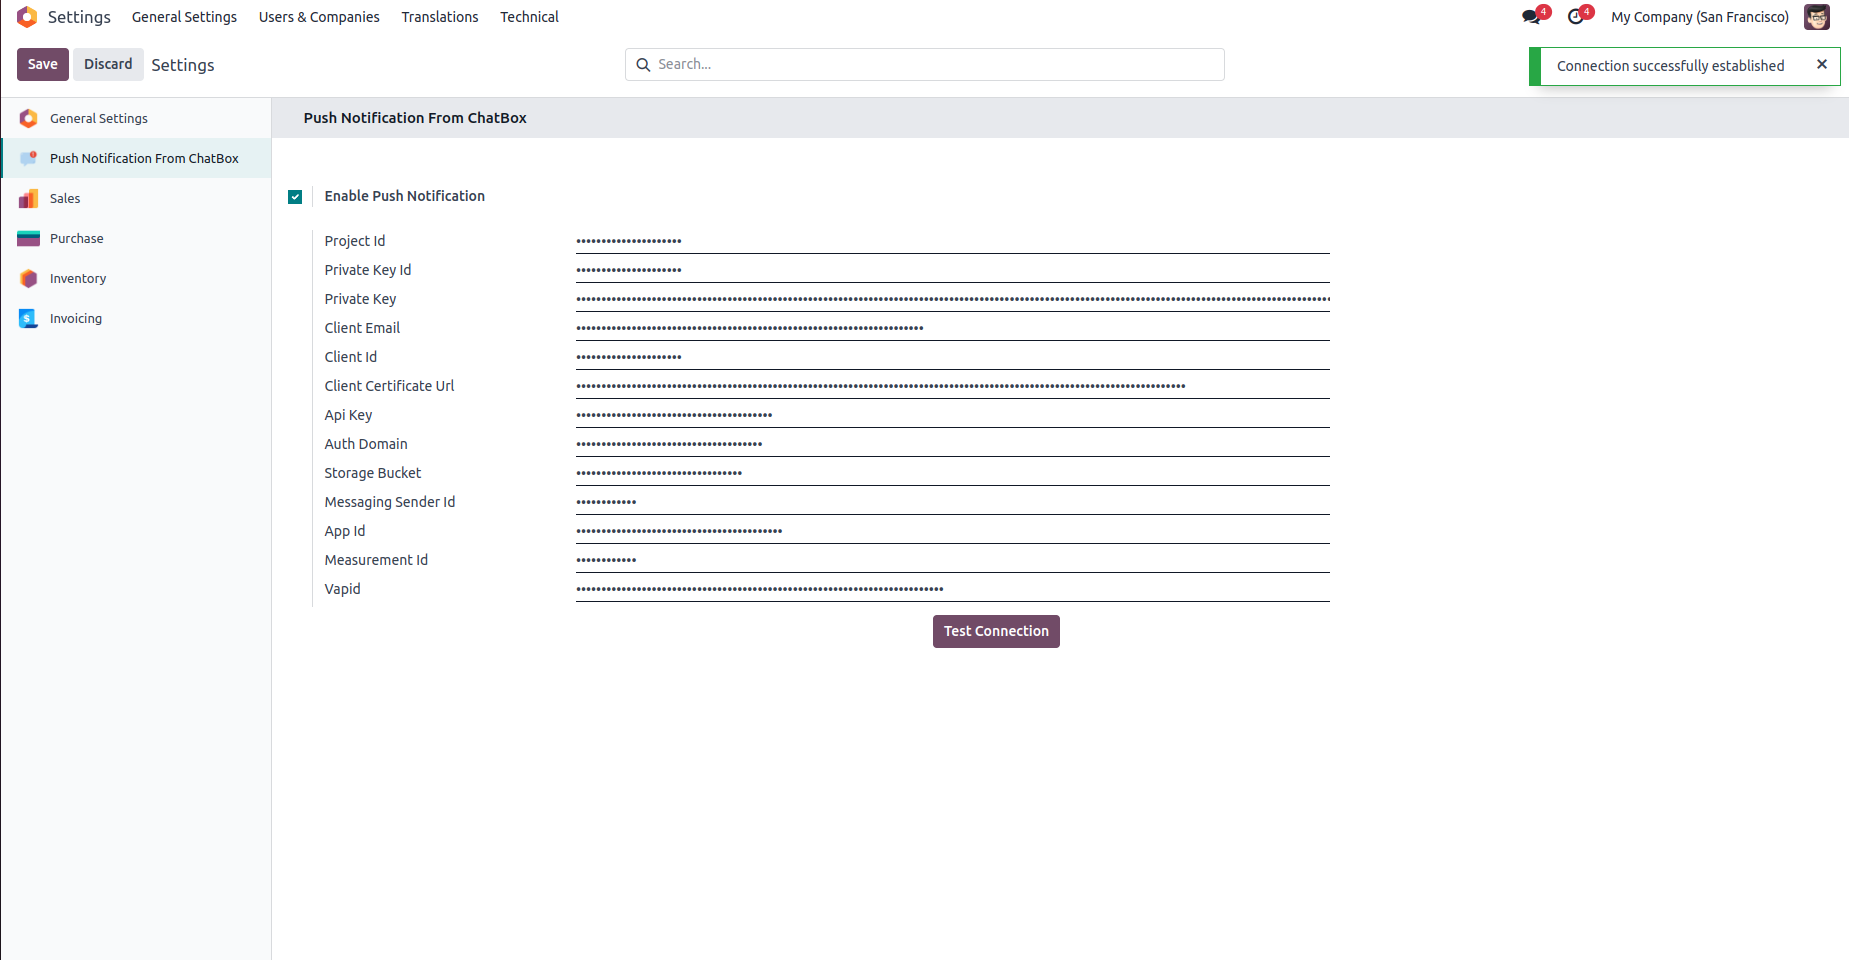 Settings General Settings Users & Companies Translations Technical 4 4 My Company (San Francisco)
Save Discard Settings Search... Connection successfully established ✕
General Settings
Push Notification From ChatBox
Sales
Purchase
Inventory
Invoicing
Push Notification From ChatBox
Enable Push Notification
Project Id
Private Key Id
Private Key
Client Email
Client Id
Client Certificate Url
Api Key
Auth Domain
Storage Bucket
Messaging Sender Id
App Id
Measurement Id
Vapid
Test Connection